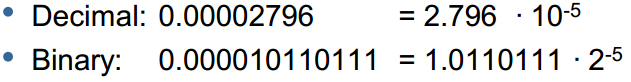 • Decimal: 0.00002796 = 2.796 · 10⁻⁵
• Binary: 0.000010110111 = 1.0110111 · 2⁻⁵